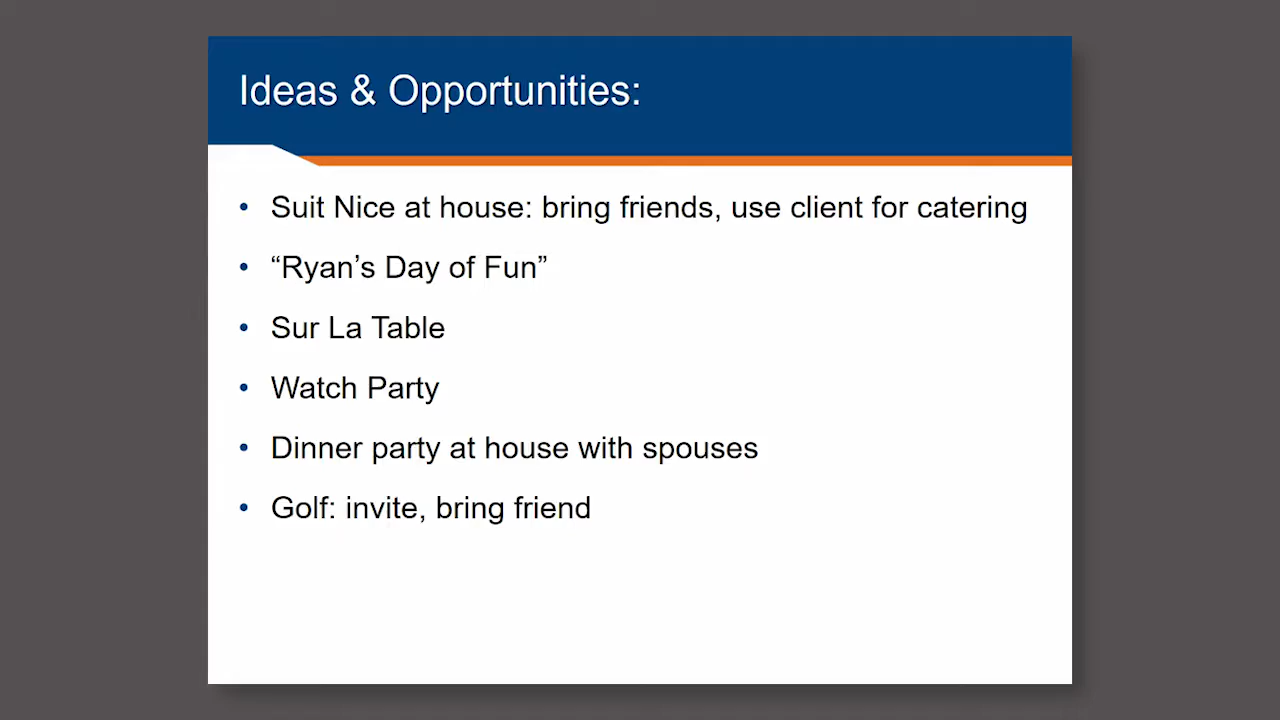 Ideas & Opportunities:
• Suit Nice at house: bring friends, use client for catering
• “Ryan’s Day of Fun”
• Sur La Table
• Watch Party
• Dinner party at house with spouses
• Golf: invite, bring friend